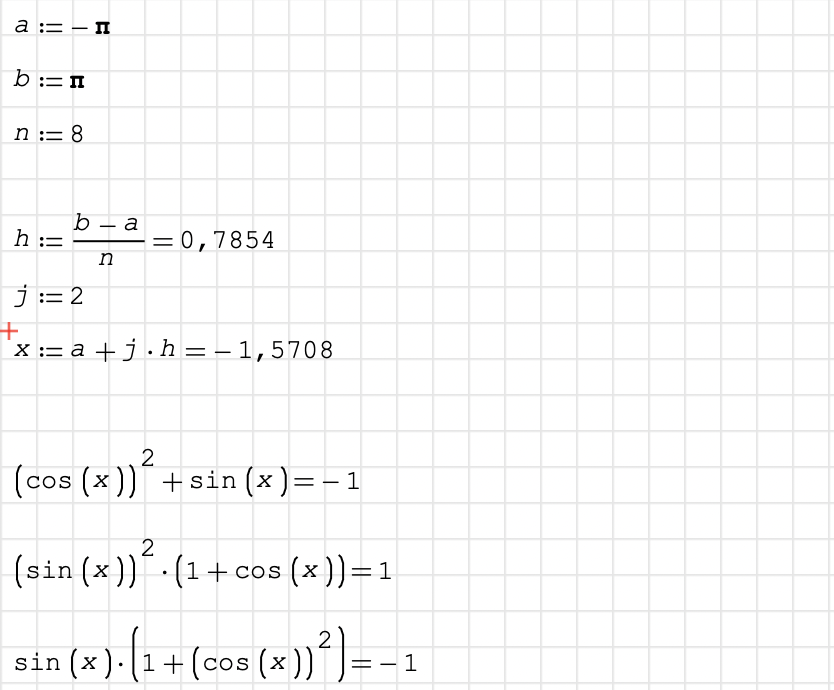 a := − π
b := π
n := 8
h := (b − a)/n = 0,7854
j := 2
x := a + j · h = − 1,5708
(cos (x))² + sin (x) = − 1
(sin (x))² · (1 + cos (x)) = 1
sin (x) · (1 + (cos (x))²) = − 1